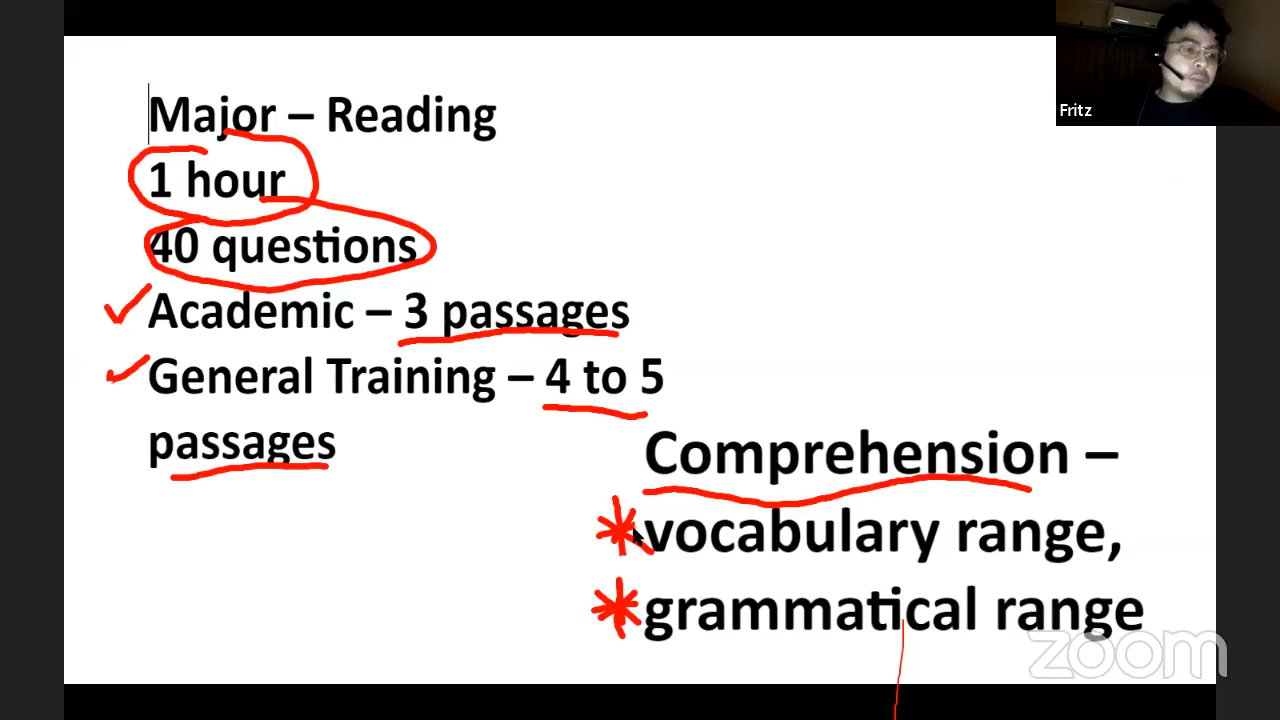 Major – Reading
1 hour
40 questions
Academic – 3 passages
General Training – 4 to 5
passages
Comprehension –
vocabulary range,
grammatical range
Fritz
zoom